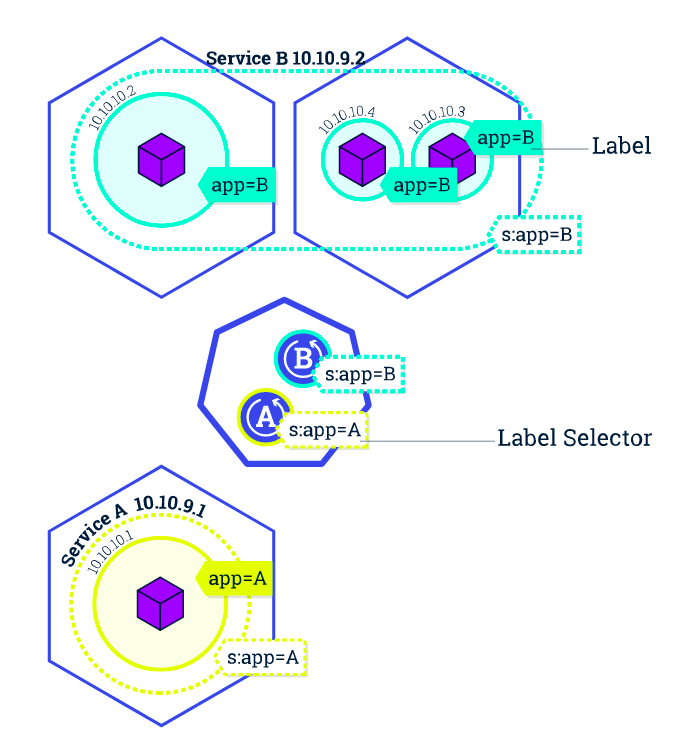 Service B 10.10.9.2
10.10.10.2
10.10.10.4
10.10.10.3
app=B
app=B
app=B
Label
s:app=B
B
s:app=B
A
s:app=A
Label Selector
Service A 10.10.9.1
10.10.10.1
app=A
s:app=A